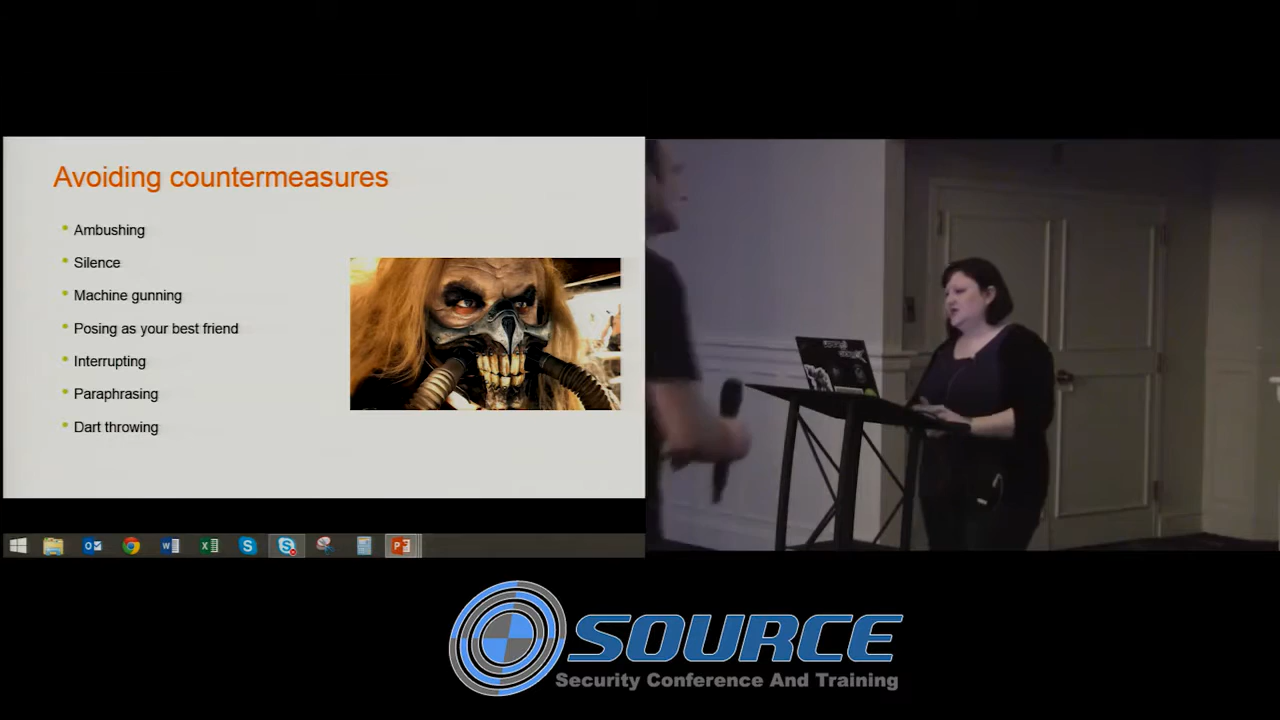 Avoiding countermeasures
Ambushing
Silence
Machine gunning
Posing as your best friend
Interrupting
Paraphrasing
Dart throwing
SOURCE
Security Conference And Training